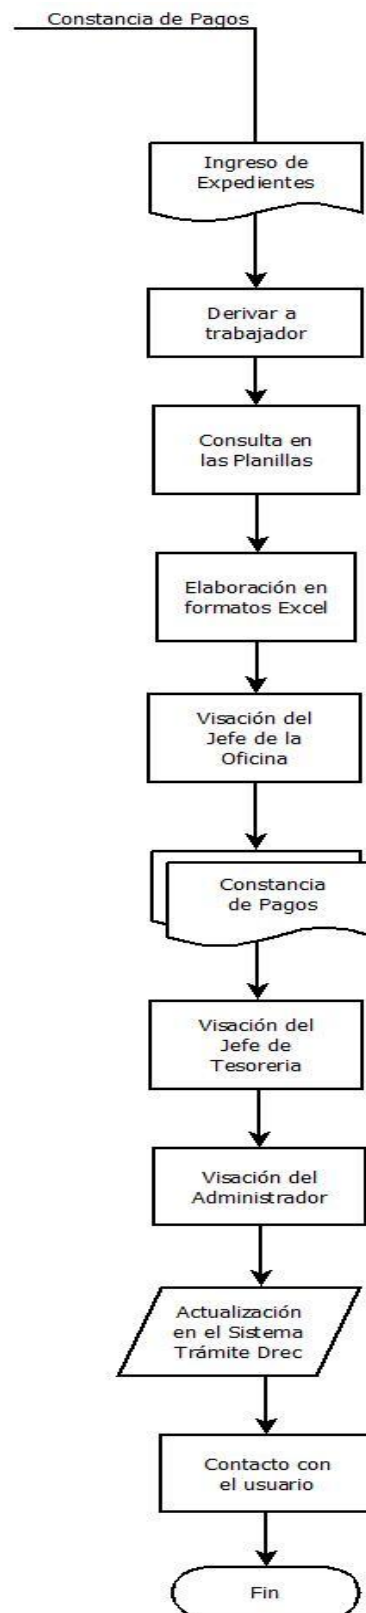 Constancia de Pagos
Ingreso de
Expedientes
Derivar a
trabajador
Consulta en
las Planillas
Elaboración en
formatos Excel
Visación del
Jefe de la
Oficina
Constancia
de Pagos
Visación del
Jefe de
Tesoreria
Visación del
Administrador
Actualización
en el Sistema
Trámite Drec
Contacto con
el usuario
Fin